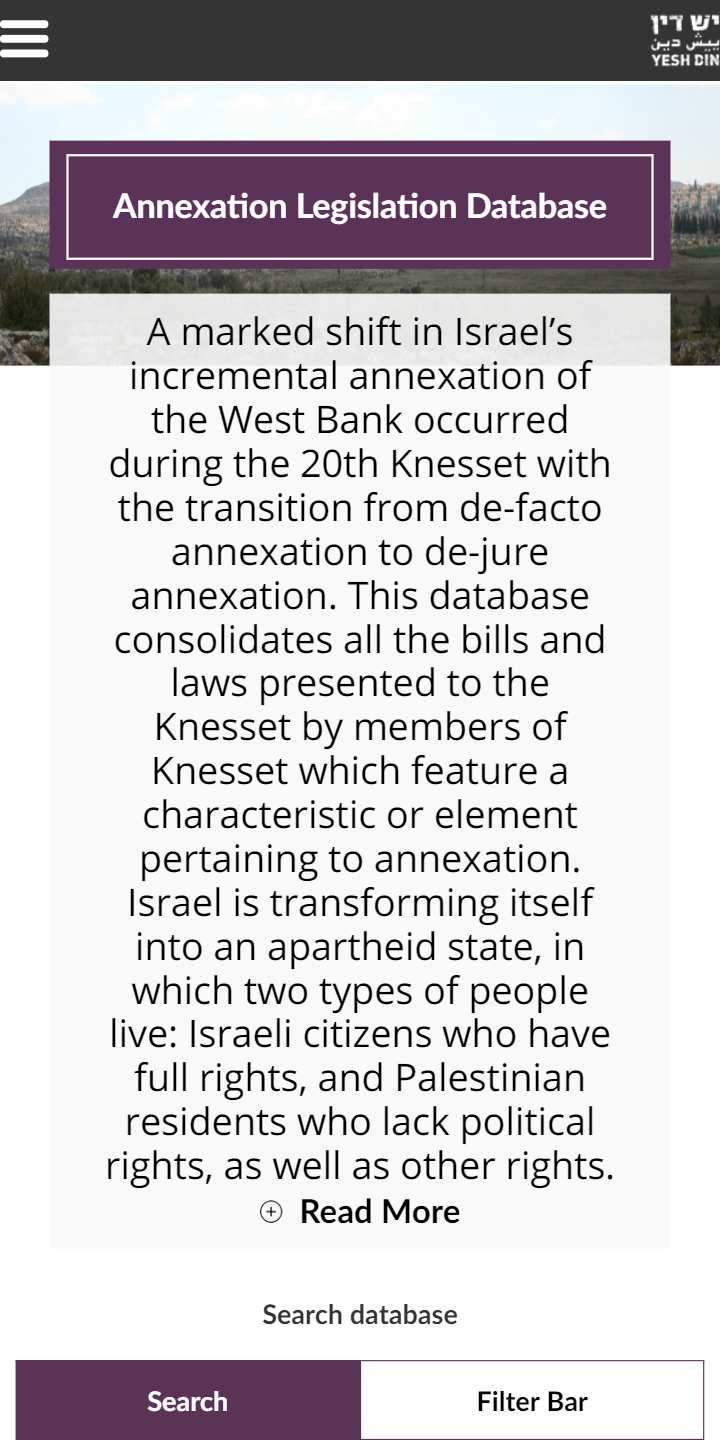 יש דין
ييش دين
YESH DIN
Annexation Legislation Database
A marked shift in Israel’s
incremental annexation of
the West Bank occurred
during the 20th Knesset with
the transition from de-facto
annexation to de-jure
annexation. This database
consolidates all the bills and
laws presented to the
Knesset by members of
Knesset which feature a
characteristic or element
pertaining to annexation.
Israel is transforming itself
into an apartheid state, in
which two types of people
live: Israeli citizens who have
full rights, and Palestinian
residents who lack political
rights, as well as other rights.
Read More
Search database
Search
Filter Bar